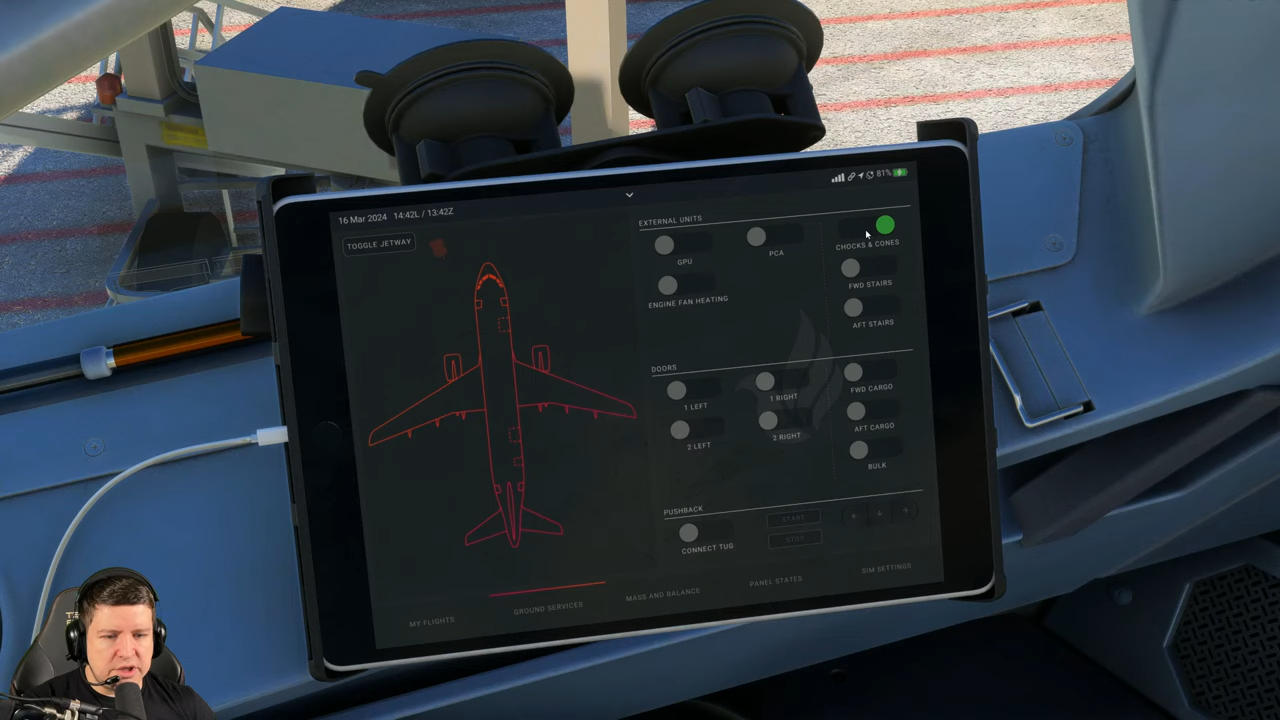 16 Mar 2024 14:42L / 13:42Z
81%
TOGGLE JETWAY
EXTERNAL UNITS
GPU
PCA
CHOCKS & CONES
ENGINE FAN HEATING
FWD STAIRS
AFT STAIRS
DOORS
1 LEFT
1 RIGHT
FWD CARGO
2 LEFT
2 RIGHT
AFT CARGO
BULK
PUSHBACK
CONNECT TUG
START
STOP
MY FLIGHTS
GROUND SERVICES
MASS AND BALANCE
PANEL STATES
SIM SETTINGS